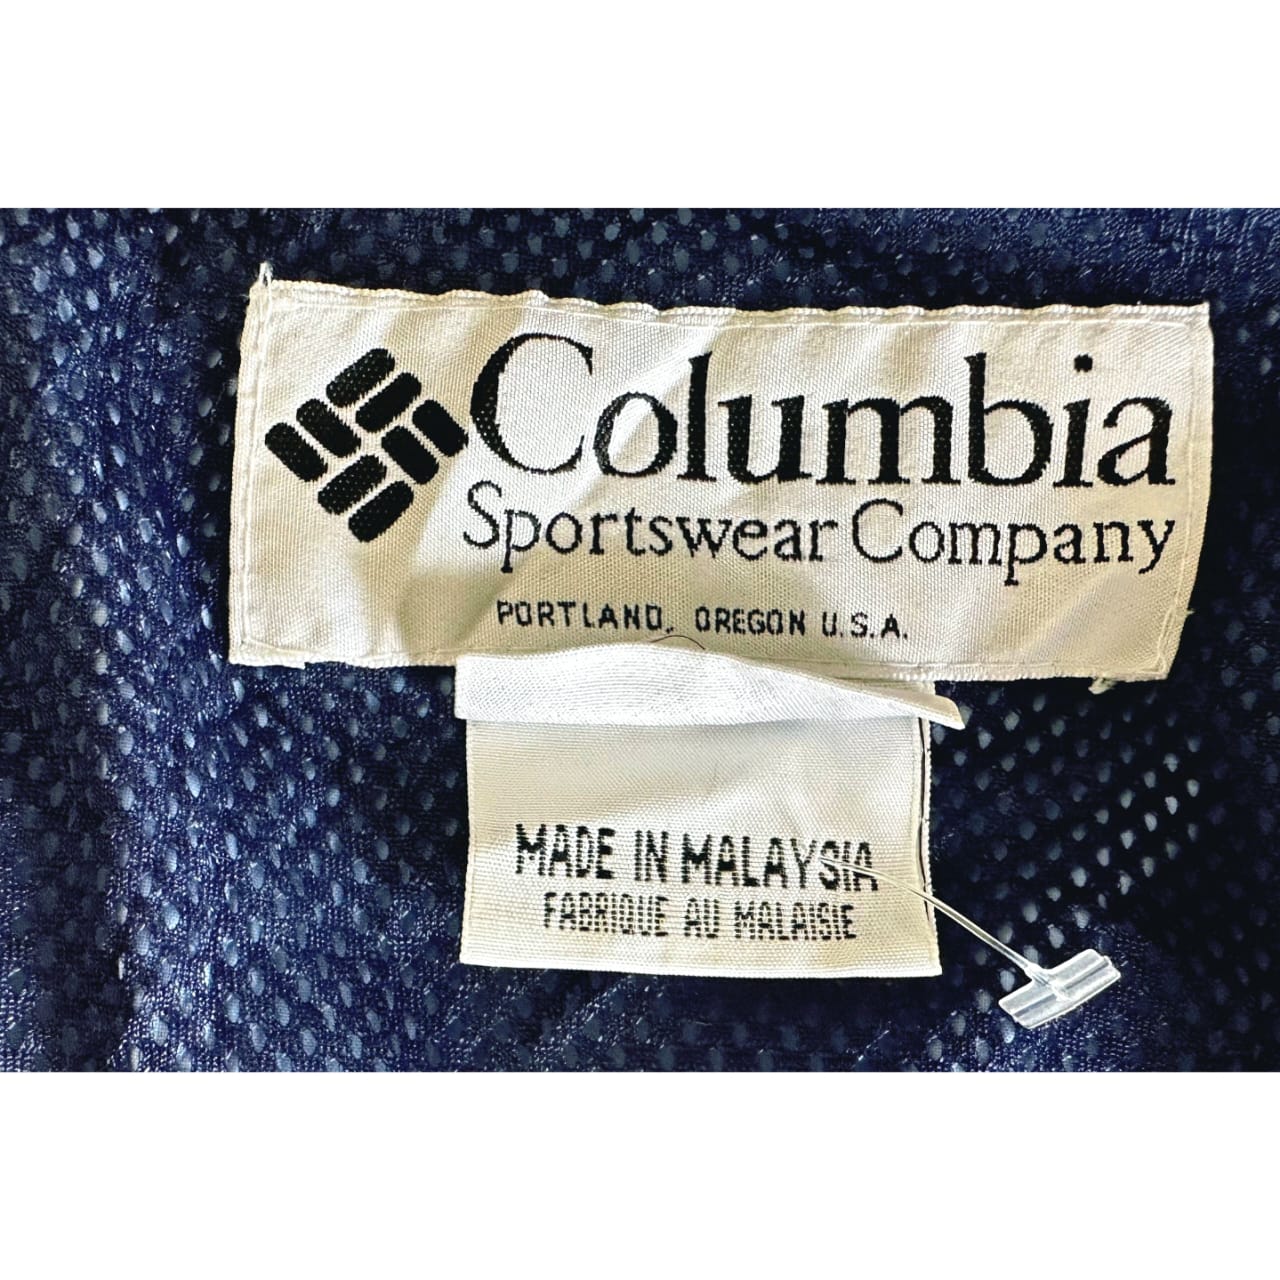 Columbia
Sportswear Company
PORTLAND, OREGON U.S.A.
MADE IN MALAYSIA
FABRIQUE AU MALAISIE